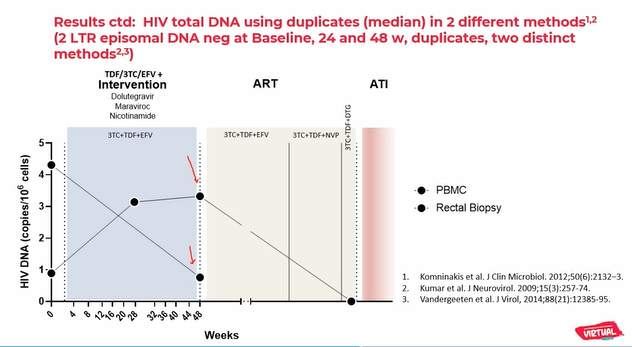 Results ctd: HIV total DNA using duplicates (median) in 2 different methods1,2
(2 LTR episomal DNA neg at Baseline, 24 and 48 w, duplicates, two distinct
methods2,3)
TDF/3TC/EFV +
Intervention
Dolutegravir
Maraviroc
Nicotinamide
ART
ATI
3TC+TDF+EFV
3TC+TDF+EFV
3TC+TDF+NVP
3TC+TDF+DTG
HIV DNA (copies/10^6 cells)
5
4
3
2
1
0
0
4
8
12
16
20
24
28
32
36
40
44
48
Weeks
PBMC
Rectal Biopsy
1. Komninakis et al. J Clin Microbiol. 2012;50(6):2132–3.
2. Kumar et al. J Neurovirol. 2009;15(3):257-74.
3. Vandergeeten et al. J Virol, 2014;88(21):12385-95.
VIRTUAL